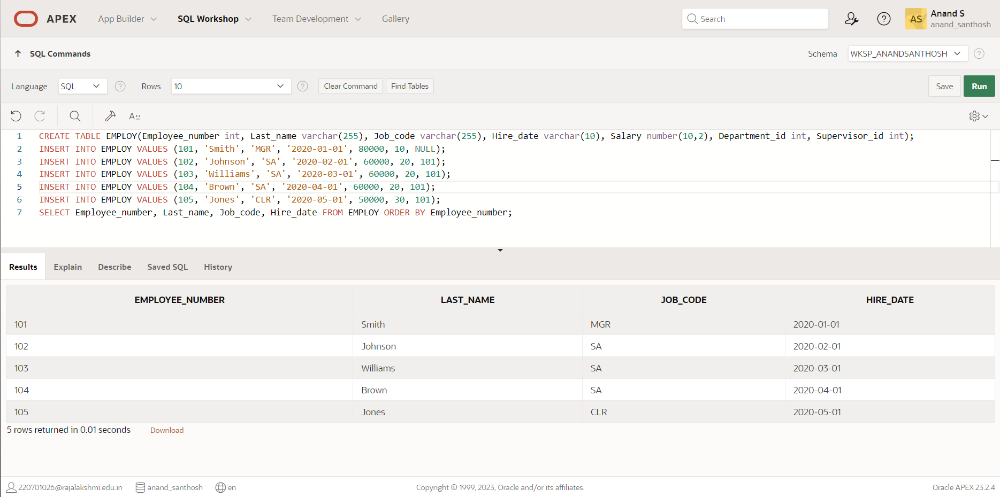 APEX App Builder SQL Workshop Team Development Gallery Search AS Anand S
anand_santhosh
SQL Commands Schema WKSP_ANANDSANTHOSH ?
Language SQL ? Rows 10 ? Clear Command Find Tables Save Run
A
1 CREATE TABLE EMPLOY(Employee_number int, Last_name varchar(255), Job_code varchar(255), Hire_date varchar(10), Salary number(10,2), Department_id int, Supervisor_id int);
2 INSERT INTO EMPLOY VALUES (101, 'Smith', 'MGR', '2020-01-01', 80000, 10, NULL);
3 INSERT INTO EMPLOY VALUES (102, 'Johnson', 'SA', '2020-02-01', 60000, 20, 101);
4 INSERT INTO EMPLOY VALUES (103, 'Williams', 'SA', '2020-03-01', 60000, 20, 101);
5 INSERT INTO EMPLOY VALUES (104, 'Brown', 'SA', '2020-04-01', 60000, 20, 101);
6 INSERT INTO EMPLOY VALUES (105, 'Jones', 'CLR', '2020-05-01', 50000, 30, 101);
7 SELECT Employee_number, Last_name, Job_code, Hire_date FROM EMPLOY ORDER BY Employee_number;
Results Explain Describe Saved SQL History
EMPLOYEE_NUMBER LAST_NAME JOB_CODE HIRE_DATE
101 Smith MGR 2020-01-01
102 Johnson SA 2020-02-01
103 Williams SA 2020-03-01
104 Brown SA 2020-04-01
105 Jones CLR 2020-05-01
5 rows returned in 0.01 seconds Download
220701026@rajalakshmi.edu.in anand_santhosh en Copyright © 1999, 2023, Oracle and/or its affiliates. Oracle APEX 23.2.4